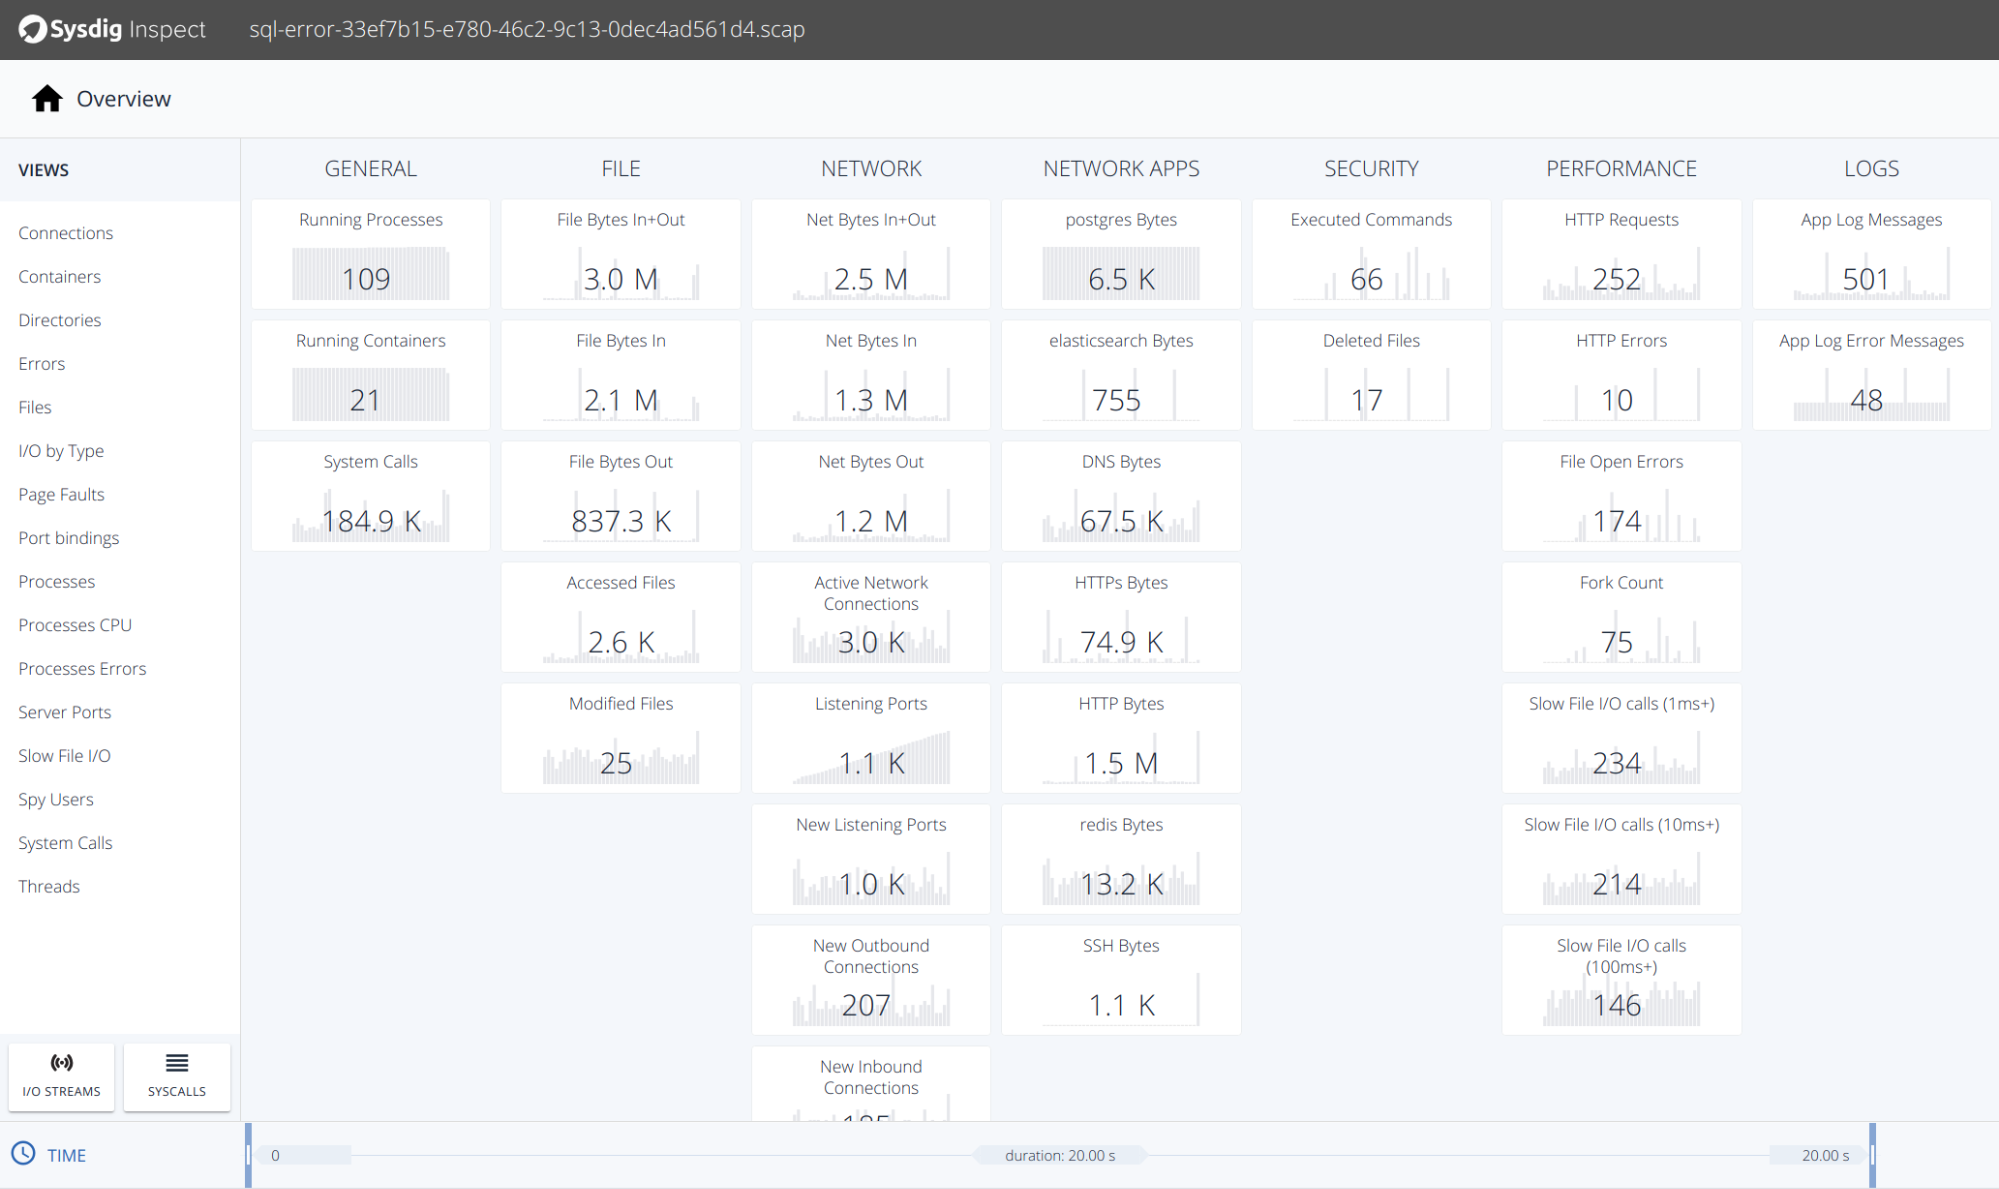 Sysdig Inspect
sql-error-33ef7b15-e780-46c2-9c13-0dec4ad561d4.scap
Overview
VIEWS
Connections
Containers
Directories
Errors
Files
I/O by Type
Page Faults
Port bindings
Processes
Processes CPU
Processes Errors
Server Ports
Slow File I/O
Spy Users
System Calls
Threads
I/O STREAMS
SYSCALLS
GENERAL
Running Processes
109
Running Containers
21
System Calls
184.9 K
FILE
File Bytes In+Out
3.0 M
File Bytes In
2.1 M
File Bytes Out
837.3 K
Accessed Files
2.6 K
Modified Files
25
NETWORK
Net Bytes In+Out
2.5 M
Net Bytes In
1.3 M
Net Bytes Out
1.2 M
Active Network
Connections
3.0 K
Listening Ports
1.1 K
New Listening Ports
1.0 K
New Outbound
Connections
207
New Inbound
Connections
NETWORK APPS
postgres Bytes
6.5 K
elasticsearch Bytes
755
DNS Bytes
67.5 K
HTTPs Bytes
74.9 K
HTTP Bytes
1.5 M
redis Bytes
13.2 K
SSH Bytes
1.1 K
SECURITY
Executed Commands
66
Deleted Files
17
PERFORMANCE
HTTP Requests
252
HTTP Errors
10
File Open Errors
174
Fork Count
75
Slow File I/O calls (1ms+)
234
Slow File I/O calls (10ms+)
214
Slow File I/O calls
(100ms+)
146
LOGS
App Log Messages
501
App Log Error Messages
48
TIME
0
duration: 20.00 s
20.00 s